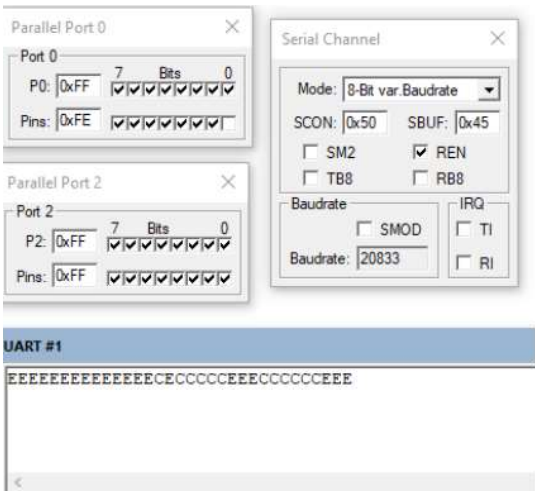 Parallel Port 0
Port 0
7 Bits 0
P0: 0xFF
Pins: 0xFE
Parallel Port 2
Port 2
7 Bits 0
P2: 0xFF
Pins: 0xFF
Serial Channel
Mode: 8-Bit var.Baudrate
SCON: 0x50 SBUF: 0x45
SM2 REN
TB8 RB8
Baudrate
SMOD
Baudrate: 20833
IRQ
TI
RI
UART #1
EEEEEEEEEEEEEEECECCCCCEEECCCCCCEEE